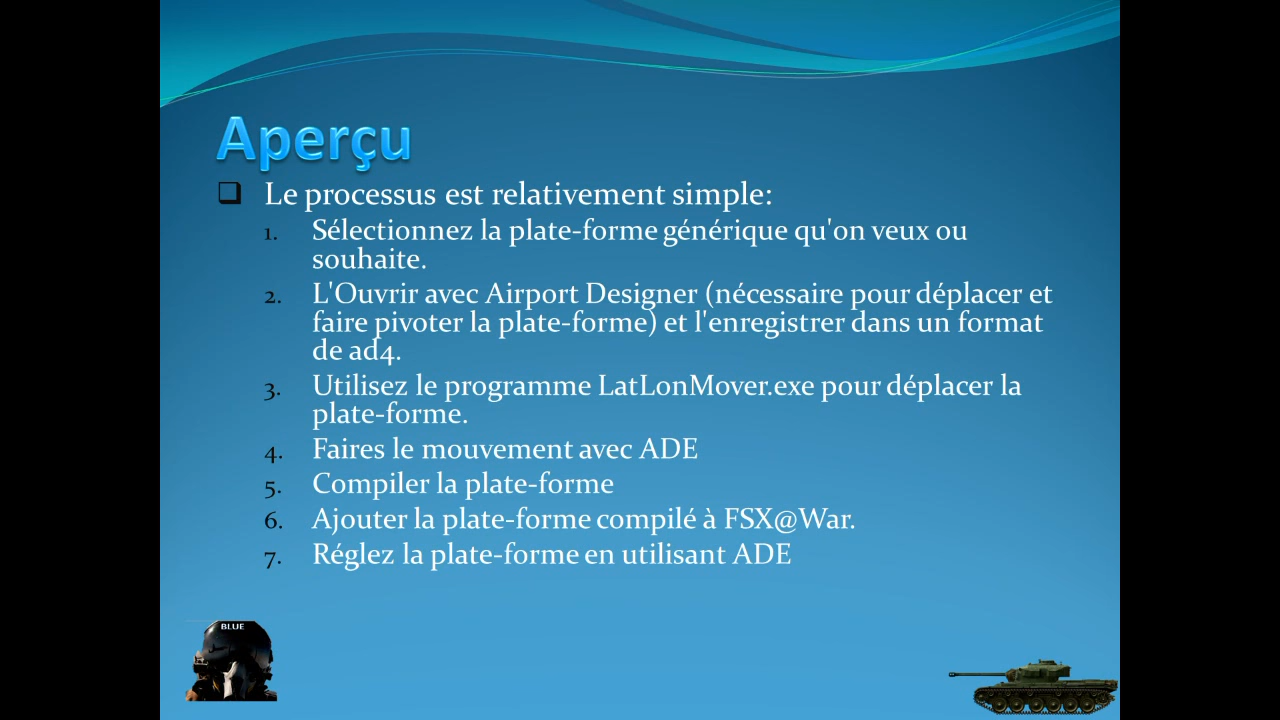 Aperçu
Le processus est relativement simple:
1. Sélectionnez la plate-forme générique qu'on veux ou
souhaite.
2. L'Ouvrir avec Airport Designer (nécessaire pour déplacer et
faire pivoter la plate-forme) et l'enregistrer dans un format
de ad4.
3. Utilisez le programme LatLonMover.exe pour déplacer la
plate-forme.
4. Faires le mouvement avec ADE
5. Compiler la plate-forme
6. Ajouter la plate-forme compilé à FSX@War.
7. Réglez la plate-forme en utilisant ADE
BLUE